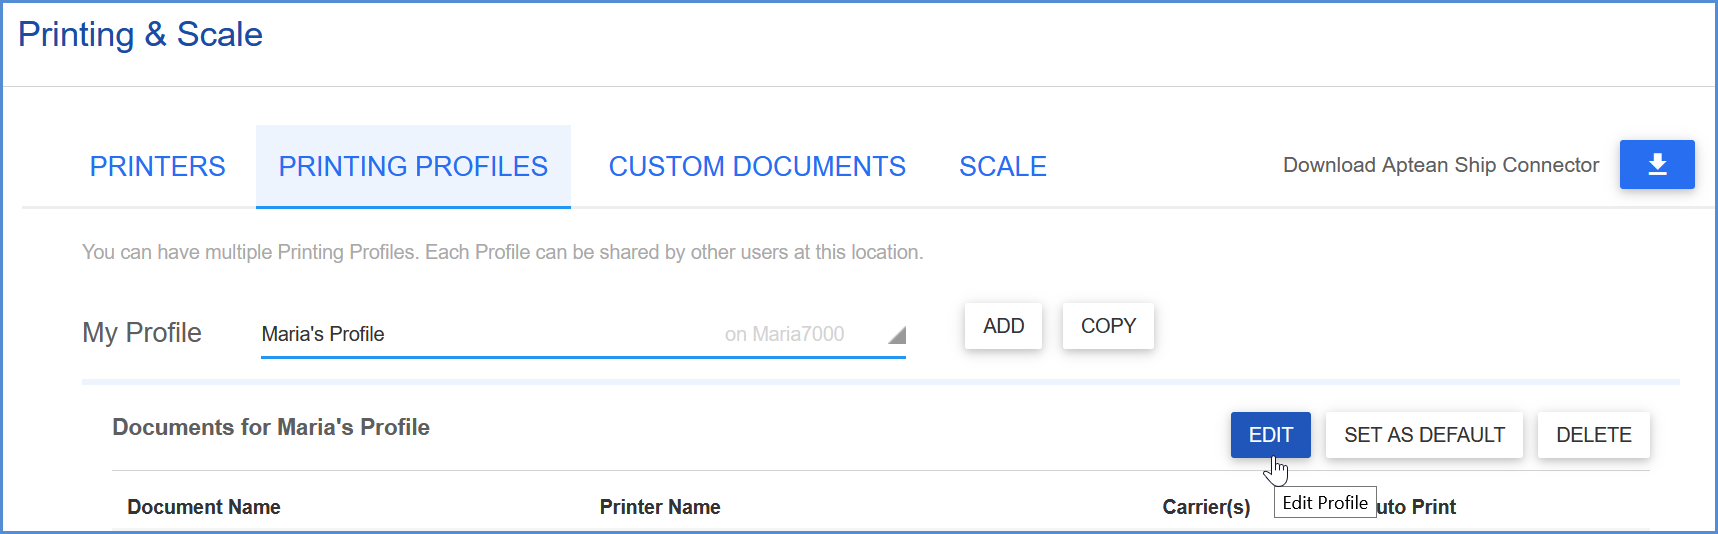 Printing & Scale
PRINTERS PRINTING PROFILES CUSTOM DOCUMENTS SCALE Download Aptean Ship Connector
You can have multiple Printing Profiles. Each Profile can be shared by other users at this location.
My Profile Maria's Profile on Maria7000 ADD COPY
Documents for Maria's Profile EDIT SET AS DEFAULT DELETE
Document Name Printer Name Carrier(s) Edit Profile uto Print